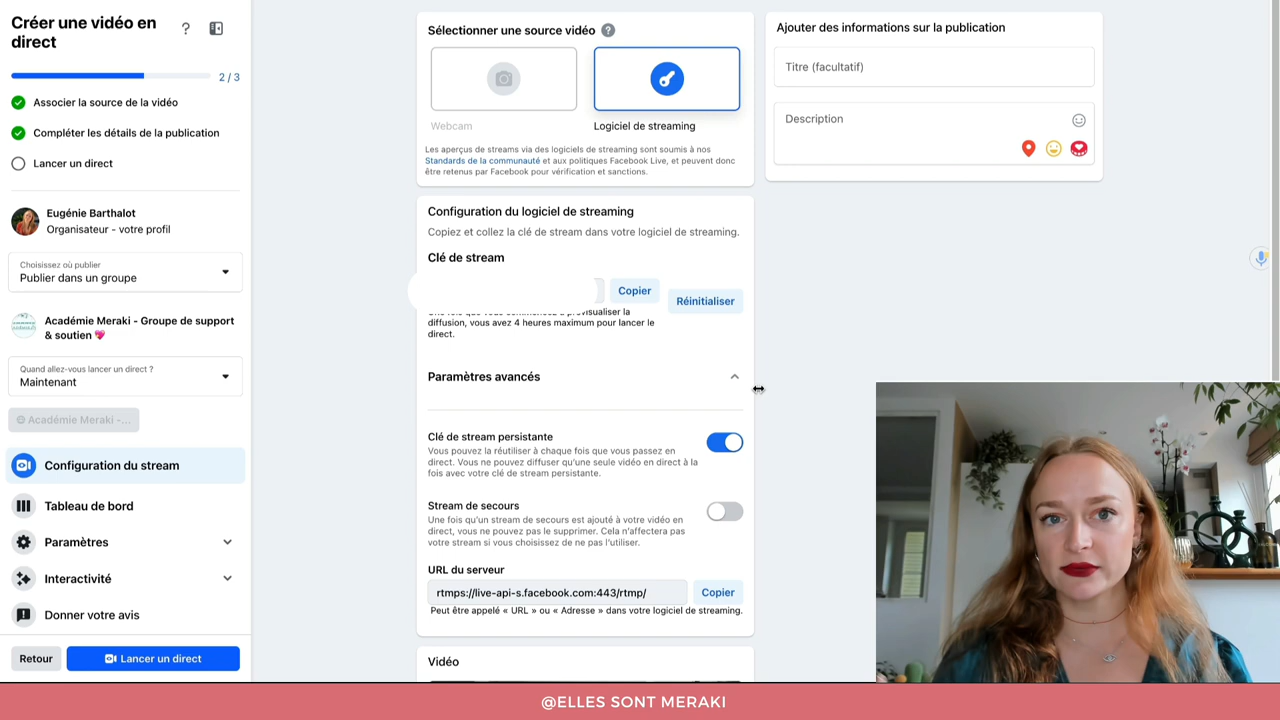 Créer une vidéo en
direct
?
2 / 3
Associer la source de la vidéo
Compléter les détails de la publication
Lancer un direct
Eugénie Barthalot
Organisateur - votre profil
Choisissez où publier
Publier dans un groupe
Académie Meraki - Groupe de support
& soutien 💖
Quand allez-vous lancer un direct ?
Maintenant
Académie Meraki -...
Configuration du stream
Tableau de bord
Paramètres
Interactivité
Donner votre avis
Retour
Lancer un direct
Sélectionner une source vidéo ?
Webcam
Logiciel de streaming
Les aperçus de streams via des logiciels de streaming sont soumis à nos
Standards de la communauté et aux politiques Facebook Live, et peuvent donc
être retenus par Facebook pour vérification et sanctions.
Configuration du logiciel de streaming
Copiez et collez la clé de stream dans votre logiciel de streaming.
Clé de stream
Copier
Réinitialiser
diffusion, vous avez 4 heures maximum pour lancer le
direct.
Paramètres avancés
Clé de stream persistante
Vous pouvez la réutiliser à chaque fois que vous passez en
direct. Vous ne pouvez diffuser qu'une seule vidéo en direct à la
fois avec votre clé de stream persistante.
Stream de secours
Une fois qu'un stream de secours est ajouté à votre vidéo en
direct, vous ne pouvez pas le supprimer. Cela n'affectera pas
votre stream si vous choisissez de ne pas l'utiliser.
URL du serveur
rtmps://live-api-s.facebook.com:443/rtmp/
Copier
Peut être appelé « URL » ou « Adresse » dans votre logiciel de streaming.
Vidéo
Ajouter des informations sur la publication
Titre (facultatif)
Description
@ELLES SONT MERAKI